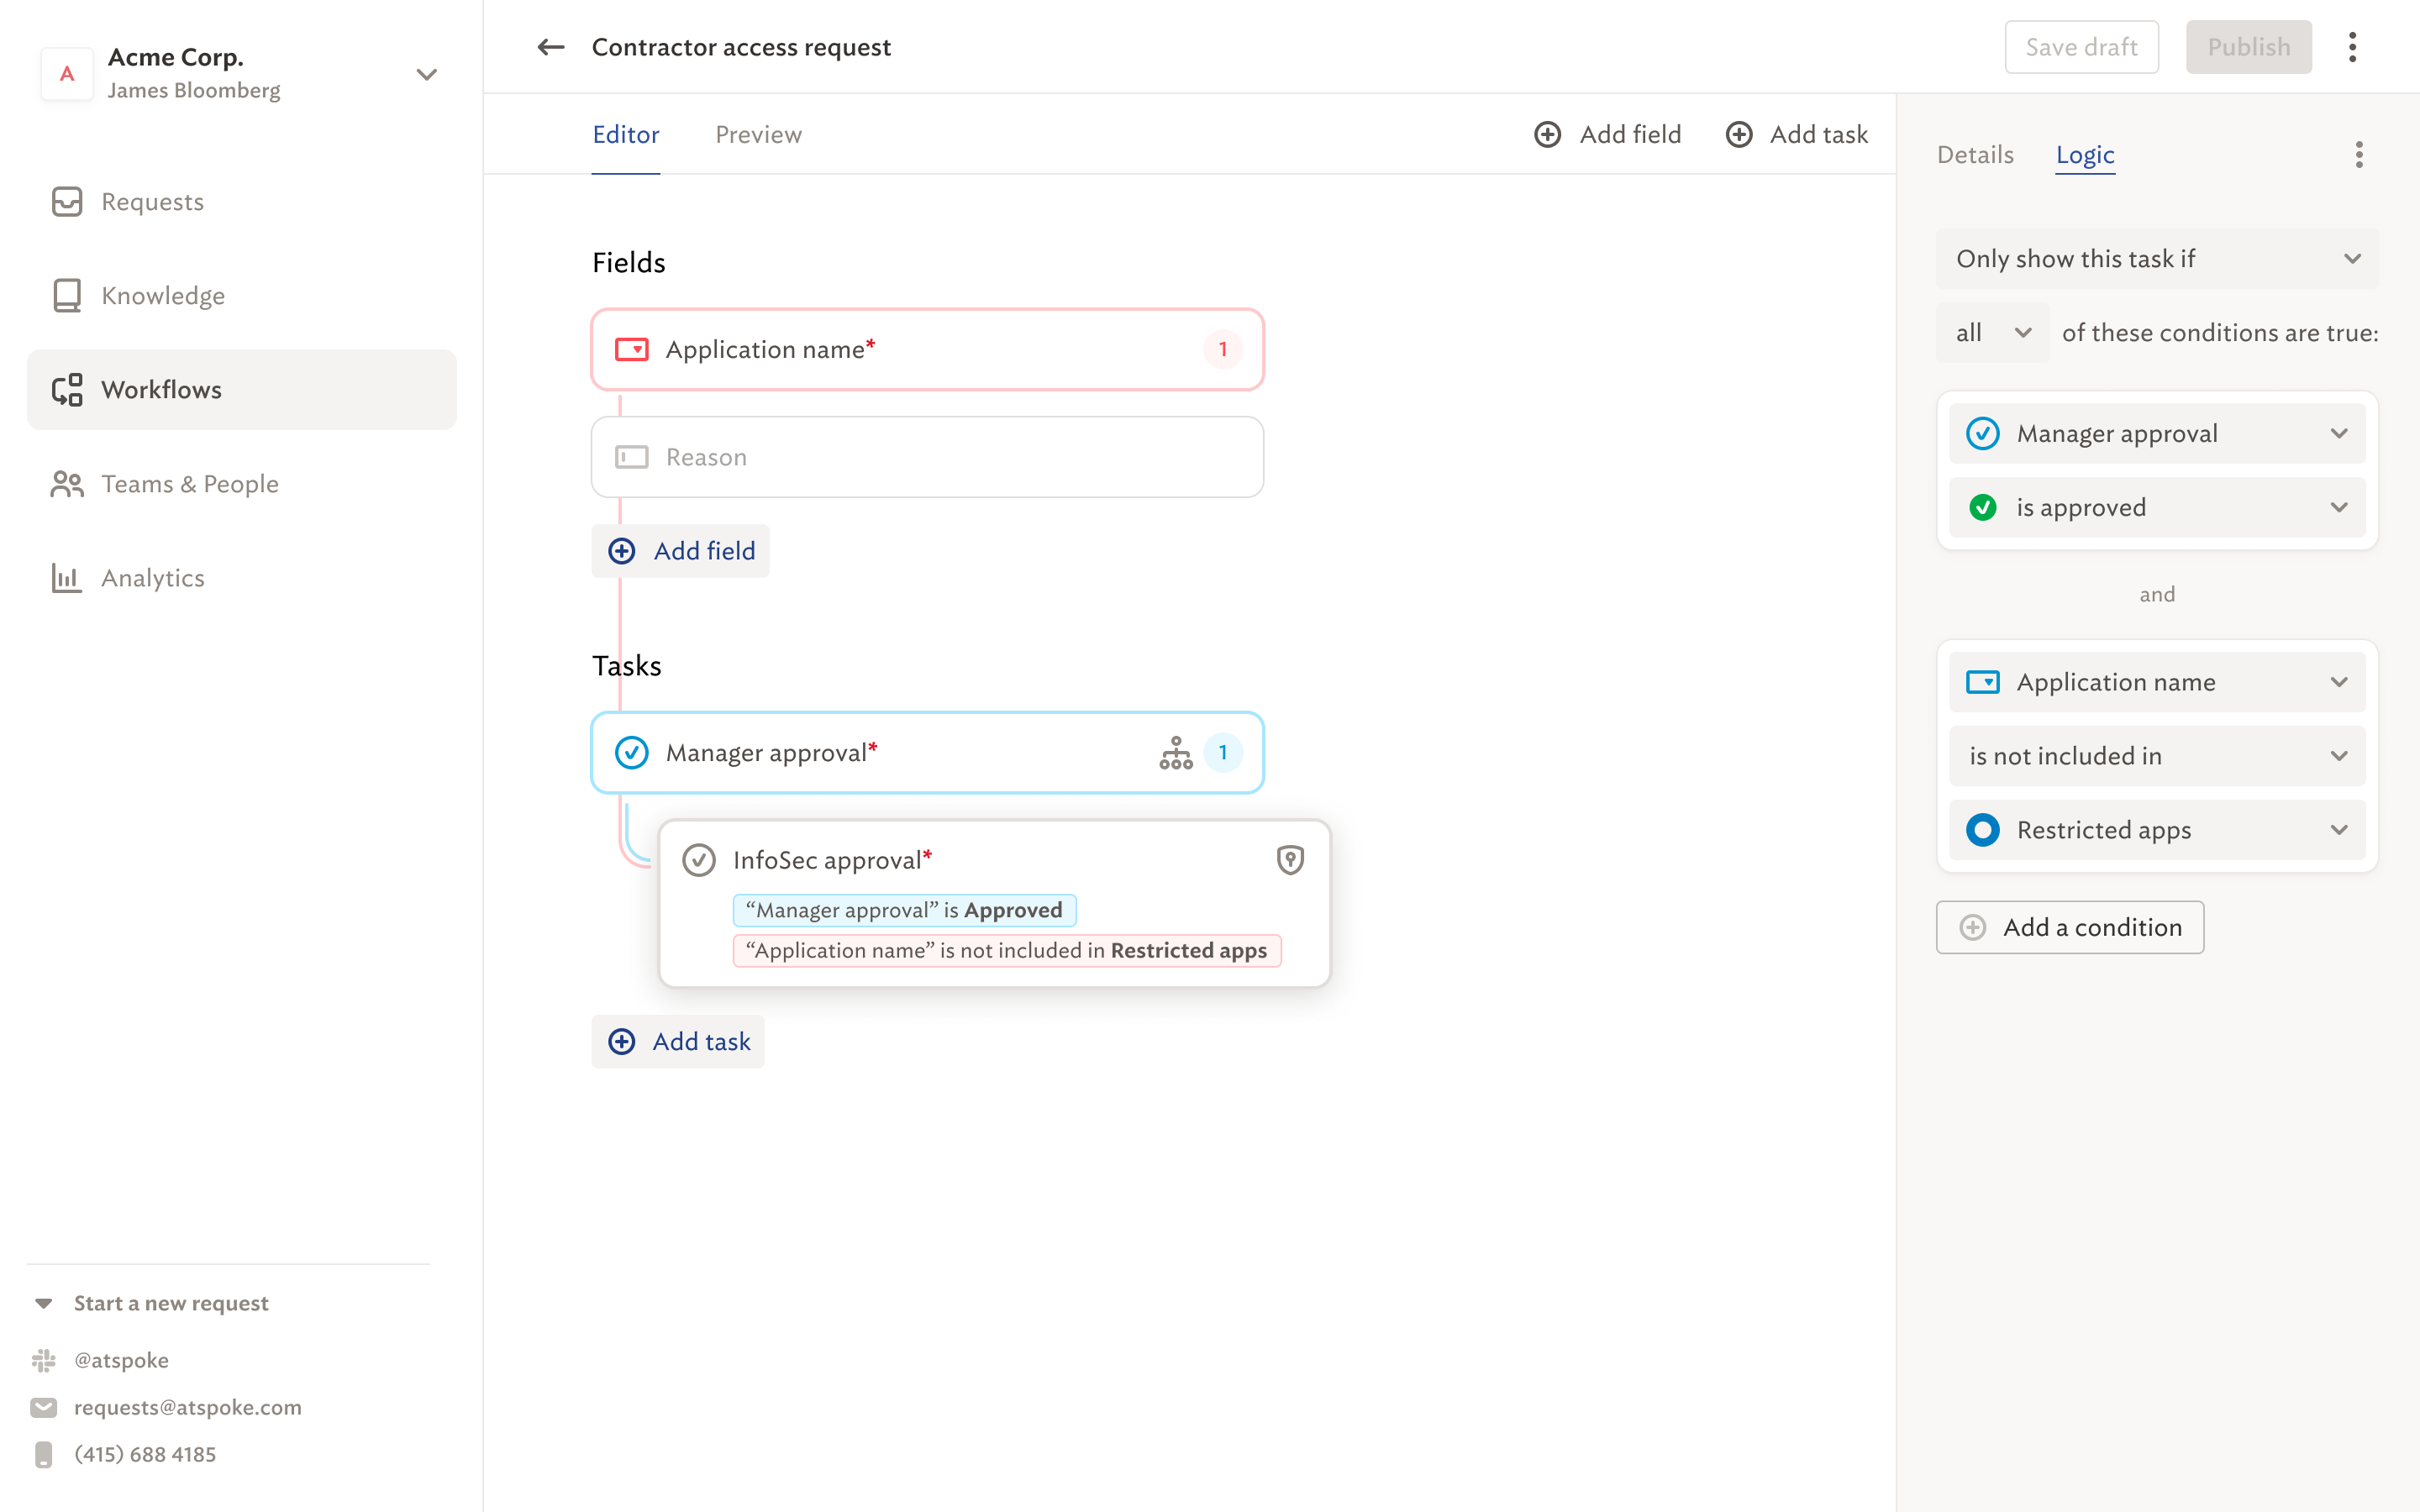 A
Acme Corp.
James Bloomberg
Requests
Knowledge
Workflows
Teams & People
Analytics
Start a new request
@atspoke
requests@atspoke.com
(415) 688 4185
Contractor access request
Save draft
Publish
Editor
Preview
Add field
Add task
Fields
Application name*
1
Reason
Add field
Tasks
Manager approval*
1
InfoSec approval*
“Manager approval” is Approved
“Application name” is not included in Restricted apps
Add task
Details
Logic
Only show this task if
all
of these conditions are true:
Manager approval
is approved
and
Application name
is not included in
Restricted apps
Add a condition